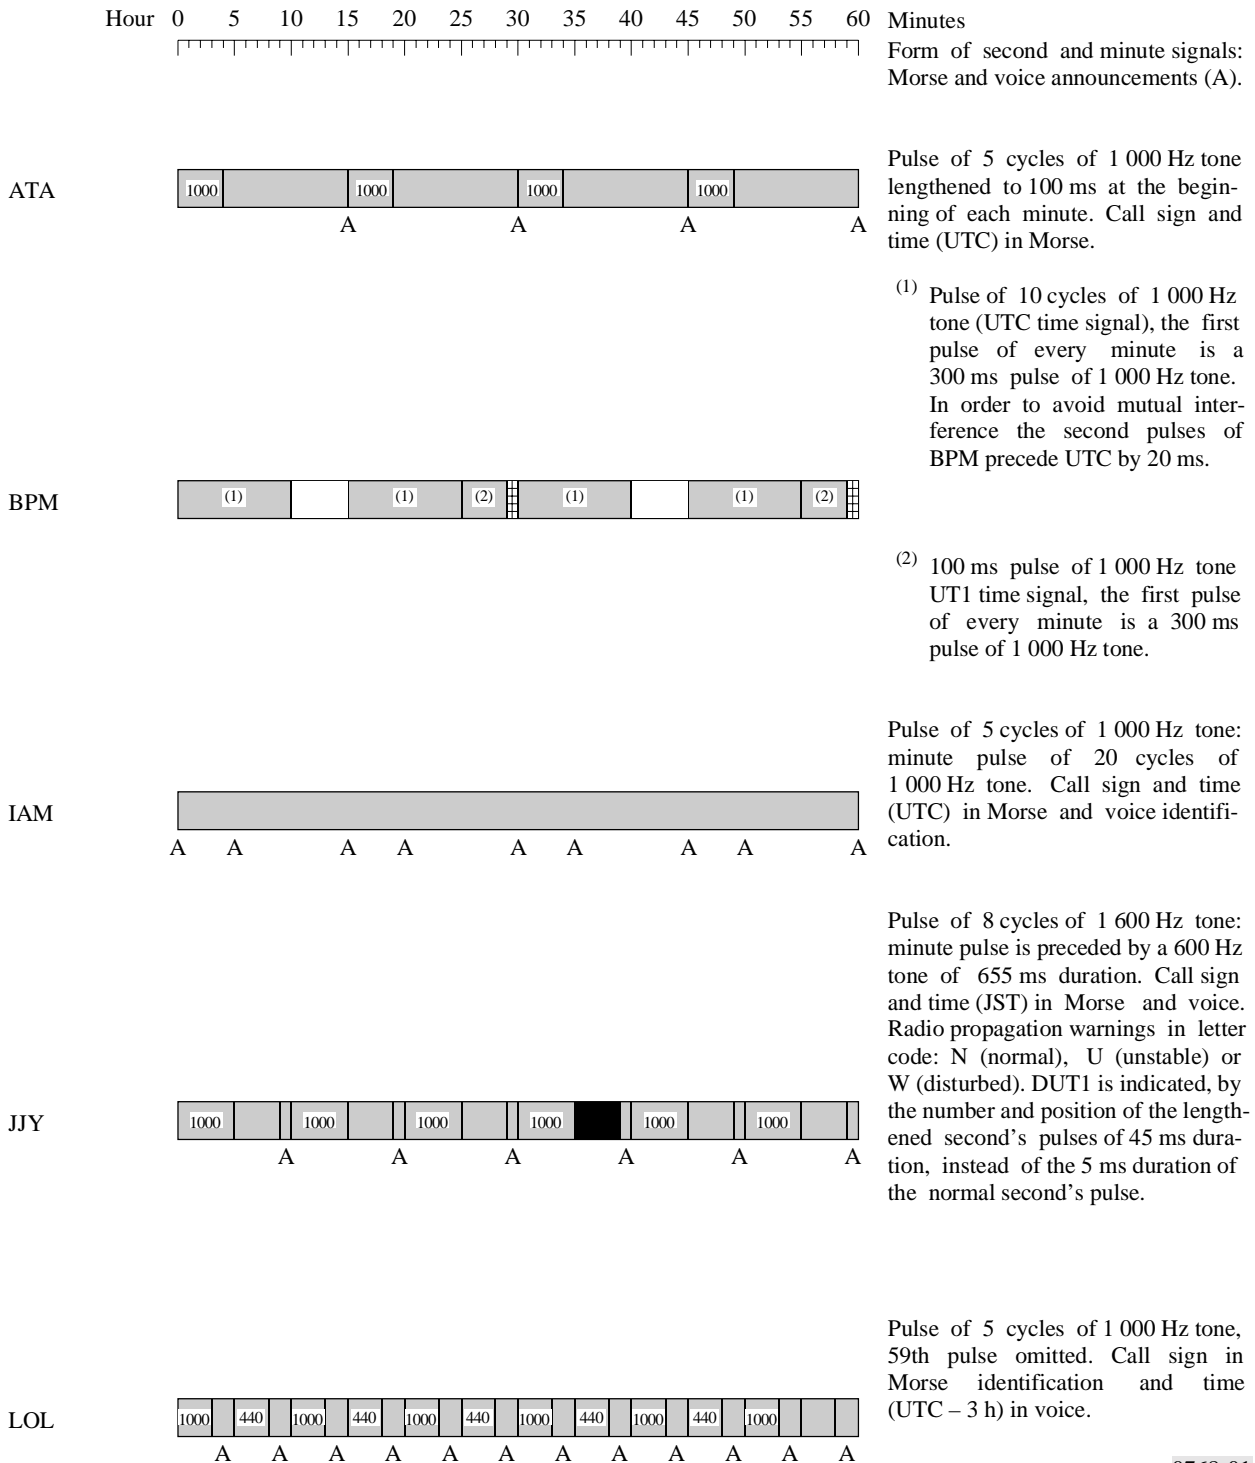 Hour 0 5 10 15 20 25 30 35 40 45 50 55 60 Minutes
Form of second and minute signals:
Morse and voice announcements (A).
ATA
1000 1000 1000 1000
A A A A
Pulse of 5 cycles of 1 000 Hz tone
lengthened to 100 ms at the begin-
ning of each minute. Call sign and
time (UTC) in Morse.
(1) Pulse of 10 cycles of 1 000 Hz
tone (UTC time signal), the first
pulse of every minute is a
300 ms pulse of 1 000 Hz tone.
In order to avoid mutual inter-
ference the second pulses of
BPM precede UTC by 20 ms.
BPM
(1) (1) (2) (1) (1) (2)
(2) 100 ms pulse of 1 000 Hz tone
UT1 time signal, the first pulse
of every minute is a 300 ms
pulse of 1 000 Hz tone.
IAM
A A A A A A A A A
Pulse of 5 cycles of 1 000 Hz tone:
minute pulse of 20 cycles of
1 000 Hz tone. Call sign and time
(UTC) in Morse and voice identifi-
cation.
JJY
1000 1000 1000 1000 1000 1000
A A A A A A
Pulse of 8 cycles of 1 600 Hz tone:
minute pulse is preceded by a 600 Hz
tone of 655 ms duration. Call sign
and time (JST) in Morse and voice.
Radio propagation warnings in letter
code: N (normal), U (unstable) or
W (disturbed). DUT1 is indicated, by
the number and position of the length-
ened second's pulses of 45 ms dura-
tion, instead of the 5 ms duration of
the normal second's pulse.
LOL
1000 440 1000 440 1000 440 1000 440 1000 440 1000
A A A A A A A A A A A A
Pulse of 5 cycles of 1 000 Hz tone,
59th pulse omitted. Call sign in
Morse identification and time
(UTC – 3 h) in voice.